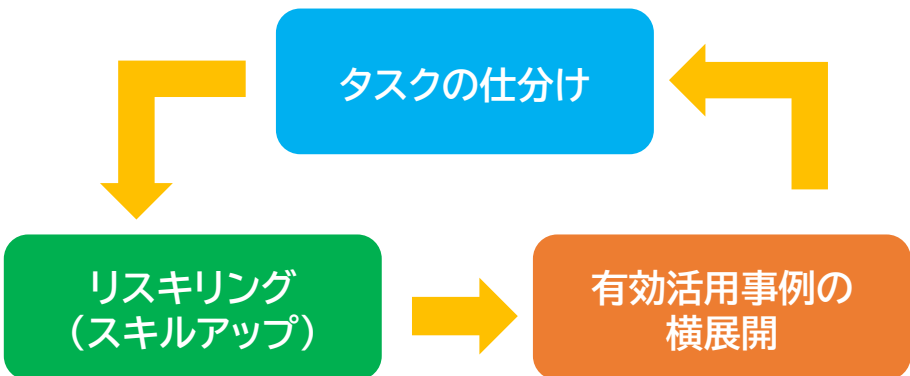 タスクの仕分け
リスキリング
（スキルアップ）
有効活用事例の
横展開